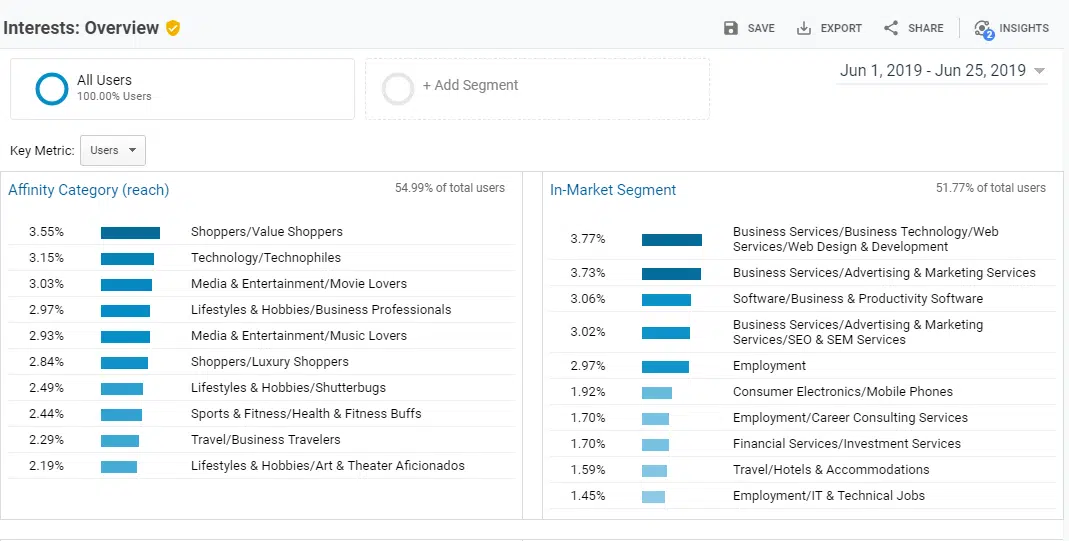 Interests: Overview
SAVE
EXPORT
SHARE
2
INSIGHTS
All Users
100.00% Users
+ Add Segment
Jun 1, 2019 - Jun 25, 2019
Key Metric:
Users
Affinity Category (reach)
54.99% of total users
3.55% Shoppers/Value Shoppers
3.15% Technology/Technophiles
3.03% Media & Entertainment/Movie Lovers
2.97% Lifestyles & Hobbies/Business Professionals
2.93% Media & Entertainment/Music Lovers
2.84% Shoppers/Luxury Shoppers
2.49% Lifestyles & Hobbies/Shutterbugs
2.44% Sports & Fitness/Health & Fitness Buffs
2.29% Travel/Business Travelers
2.19% Lifestyles & Hobbies/Art & Theater Aficionados
In-Market Segment
51.77% of total users
3.77% Business Services/Business Technology/Web
Services/Web Design & Development
3.73% Business Services/Advertising & Marketing Services
3.06% Software/Business & Productivity Software
3.02% Business Services/Advertising & Marketing
Services/SEO & SEM Services
2.97% Employment
1.92% Consumer Electronics/Mobile Phones
1.70% Employment/Career Consulting Services
1.70% Financial Services/Investment Services
1.59% Travel/Hotels & Accommodations
1.45% Employment/IT & Technical Jobs